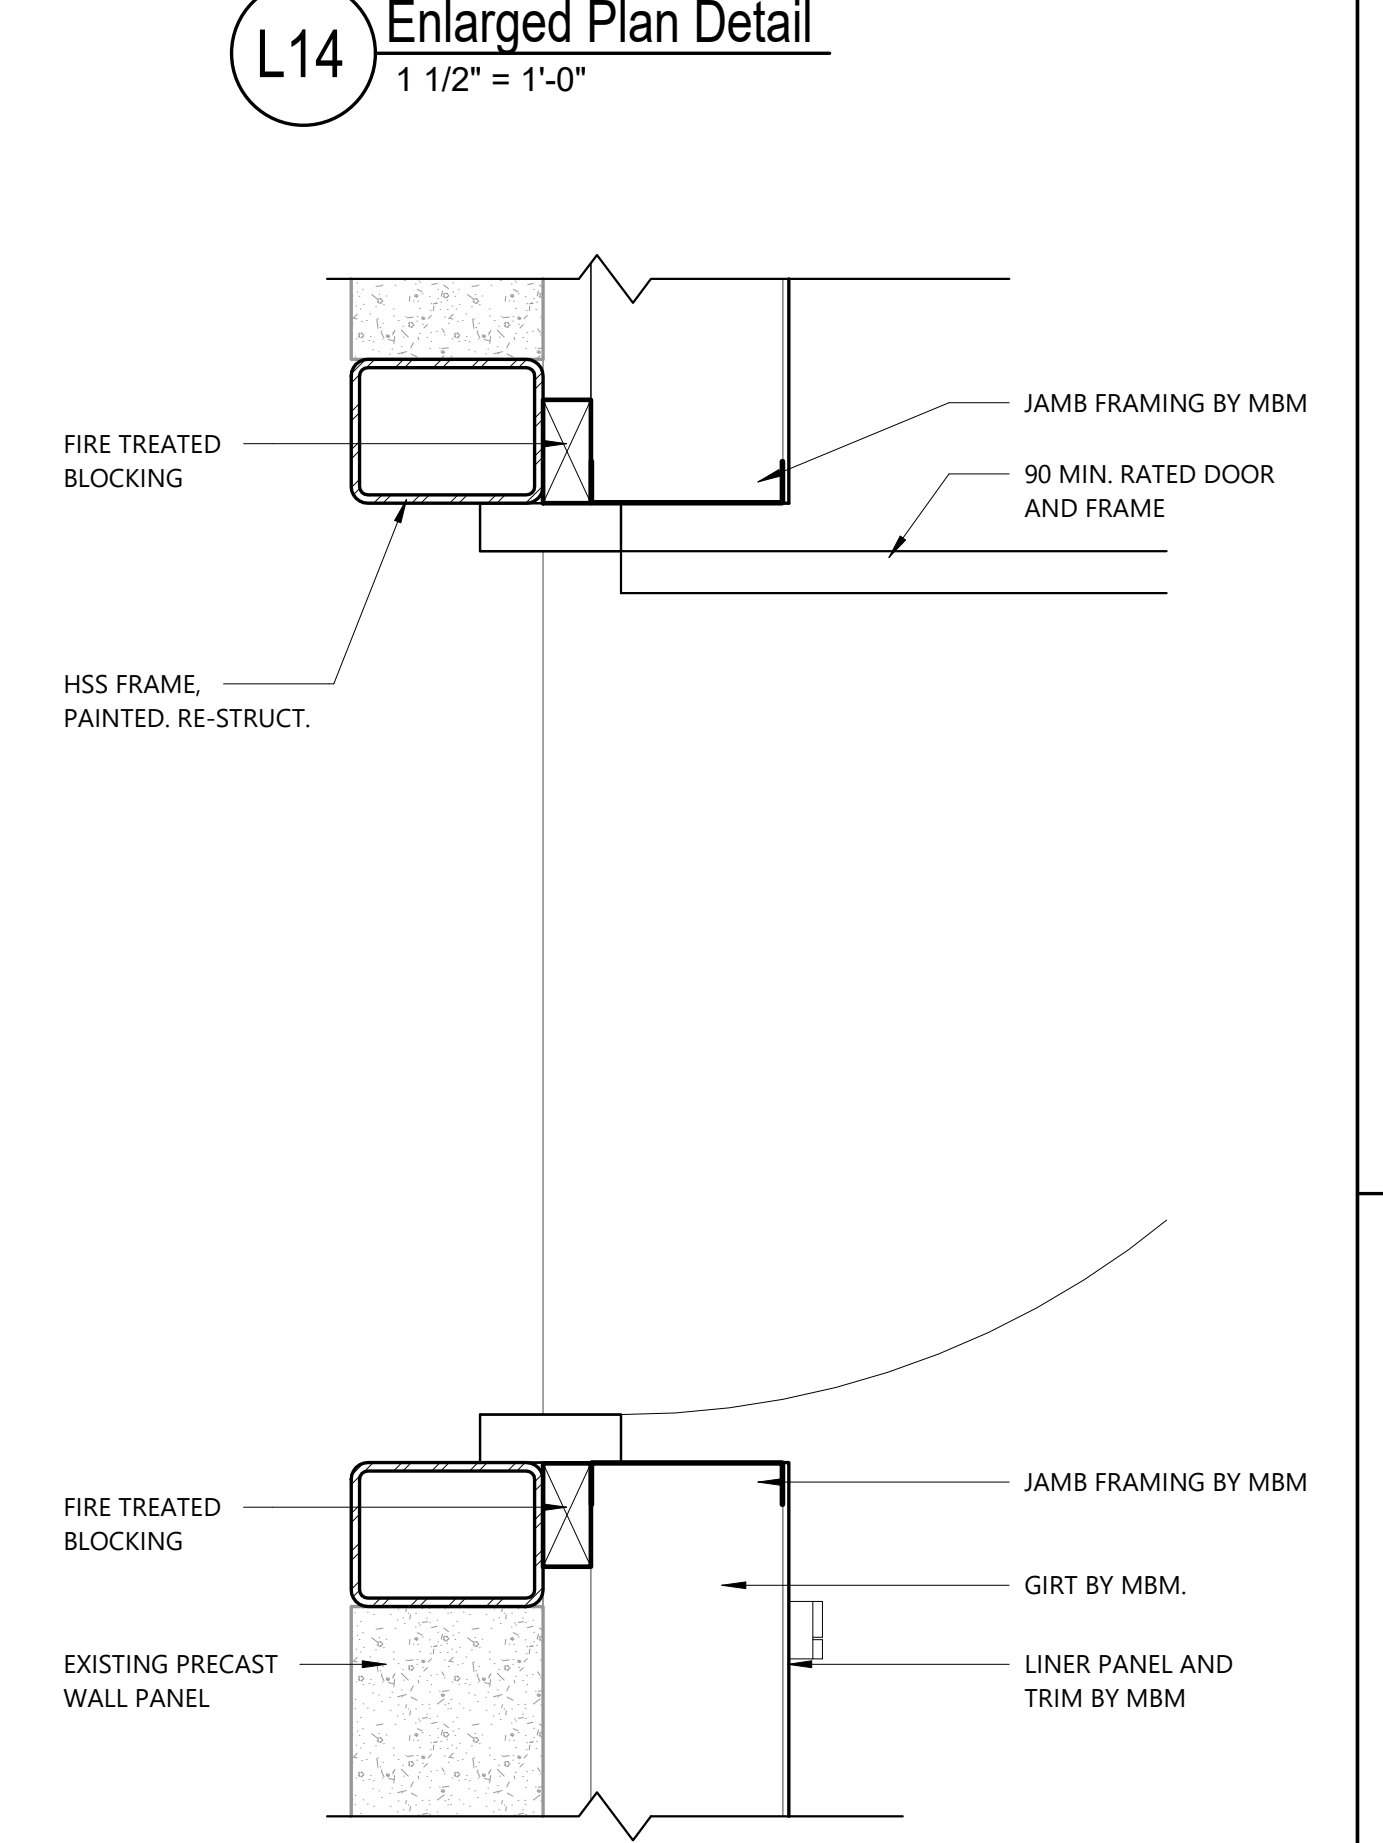 Enlarged Plan Detail
L14
1 1/2" = 1'-0"
JAMB FRAMING BY MBM
FIRE TREATED
BLOCKING
90 MIN. RATED DOOR
AND FRAME
HSS FRAME,
PAINTED. RE-STRUCT.
JAMB FRAMING BY MBM
FIRE TREATED
BLOCKING
GIRT BY MBM.
EXISTING PRECAST
WALL PANEL
LINER PANEL AND
TRIM BY MBM